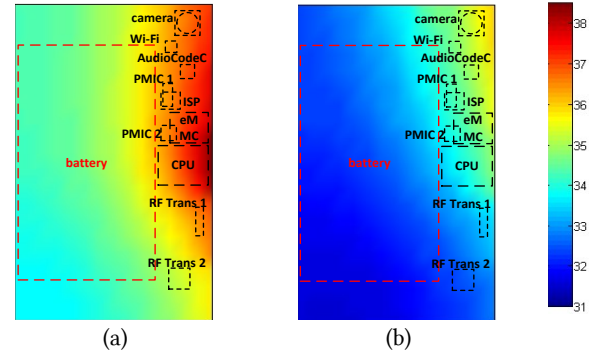 camera
Wi-Fi
AudioCodeC
PMIC 1
ISP
eM
PMIC 2
MC
battery
CPU
RF Trans 1
RF Trans 2
(a)
camera
Wi-Fi
AudioCodeC
PMIC 1
ISP
eM
PMIC 2
MC
battery
CPU
RF Trans 1
RF Trans 2
(b)
38
37
36
35
34
33
32
31